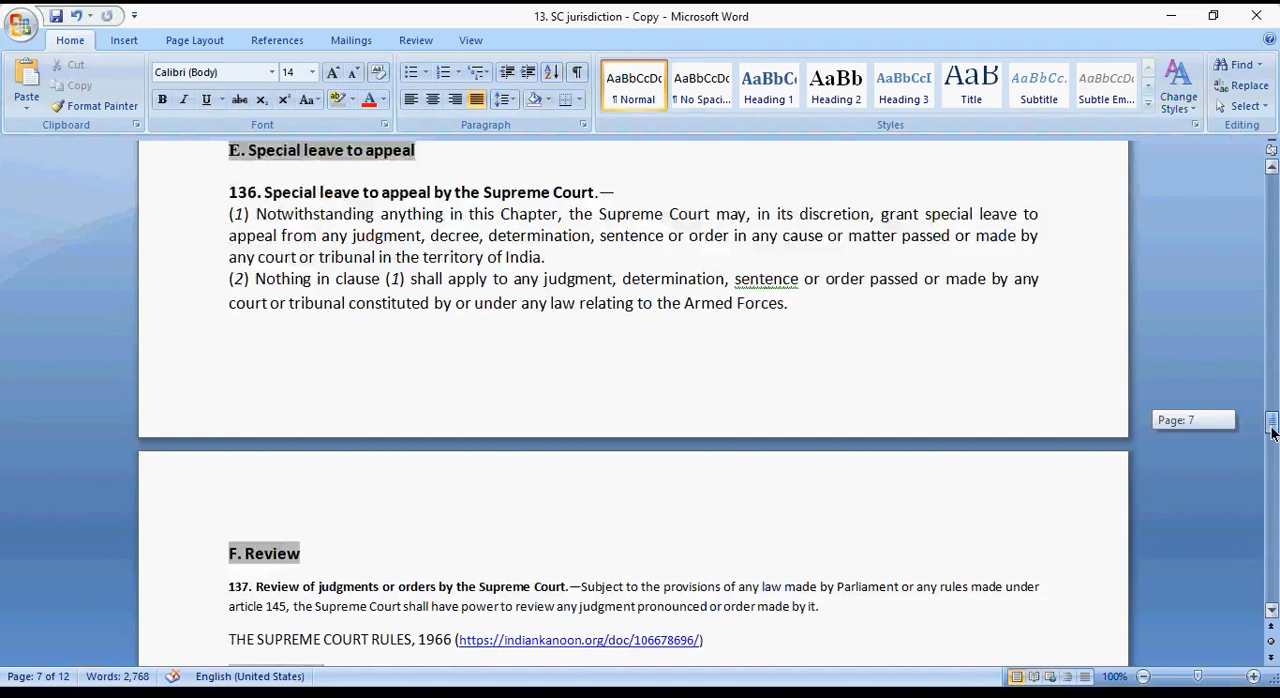 13. SC jurisdiction - Copy - Microsoft Word
Home Insert Page Layout References Mailings Review View
Paste
Cut
Copy
Format Painter
Clipboard
Calibri (Body) 14
Font
Paragraph
AaBbCcDc AaBbCcDc AaBbCc AaBb AaBbCcI AaB AaBbCc. AaBbCcDc
¶ Normal ¶ No Spaci... Heading 1 Heading 2 Heading 3 Title Subtitle Subtle Em...
Change
Styles
Styles
Find
Replace
Select
Editing
E. Special leave to appeal
136. Special leave to appeal by the Supreme Court.—
(1) Notwithstanding anything in this Chapter, the Supreme Court may, in its discretion, grant special leave to
appeal from any judgment, decree, determination, sentence or order in any cause or matter passed or made by
any court or tribunal in the territory of India.
(2) Nothing in clause (1) shall apply to any judgment, determination, sentence or order passed or made by any
court or tribunal constituted by or under any law relating to the Armed Forces.
Page: 7
F. Review
137. Review of judgments or orders by the Supreme Court.—Subject to the provisions of any law made by Parliament or any rules made under
article 145, the Supreme Court shall have power to review any judgment pronounced or order made by it.
THE SUPREME COURT RULES, 1966 (https://indiankanoon.org/doc/106678696/)
Page: 7 of 12 Words: 2,768 English (United States) 100%